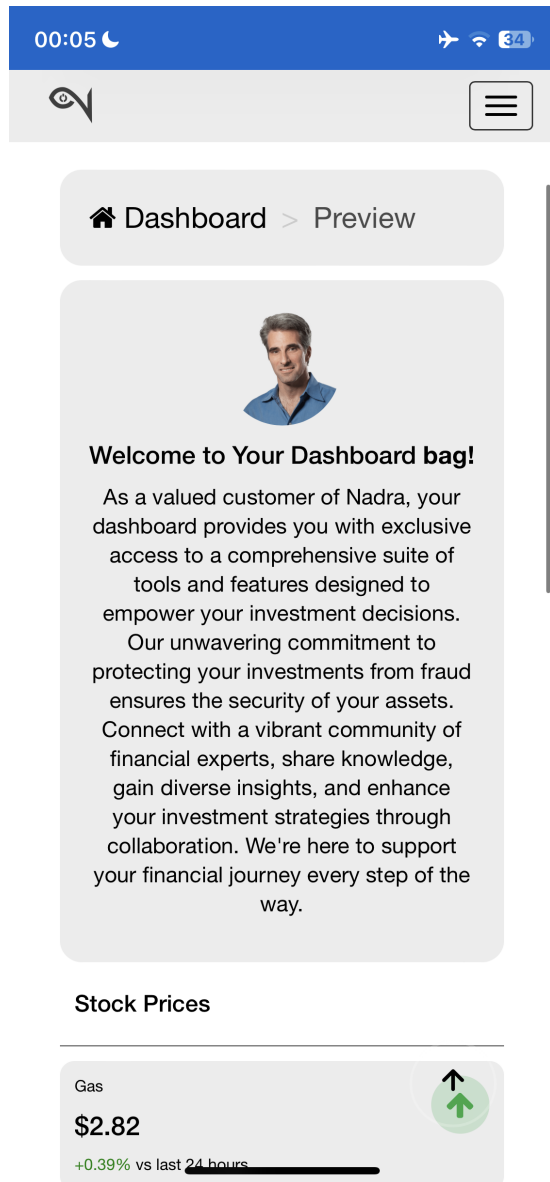 00:05
34
Dashboard > Preview
Welcome to Your Dashboard bag!
As a valued customer of Nadra, your
dashboard provides you with exclusive
access to a comprehensive suite of
tools and features designed to
empower your investment decisions.
Our unwavering commitment to
protecting your investments from fraud
ensures the security of your assets.
Connect with a vibrant community of
financial experts, share knowledge,
gain diverse insights, and enhance
your investment strategies through
collaboration. We're here to support
your financial journey every step of the
way.
Stock Prices
Gas
$2.82
+0.39% vs last 24 hours